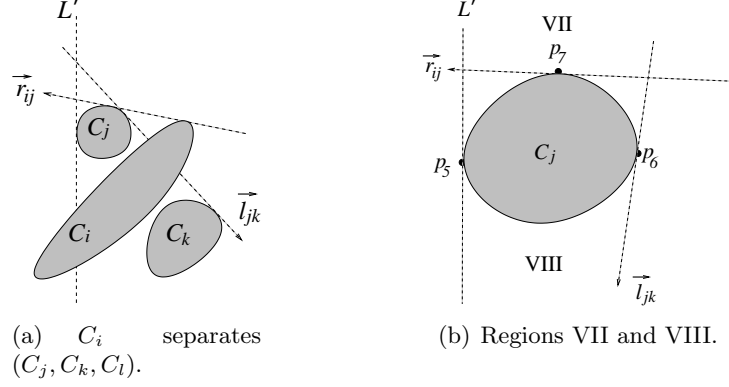 L'
r_ij
C_j
C_i
C_k
l_jk
(a) C_i separates
(C_j, C_k, C_l).
L'
VII
p_7
r_ij
C_j
p_5
p_6
VIII
l_jk
(b) Regions VII and VIII.